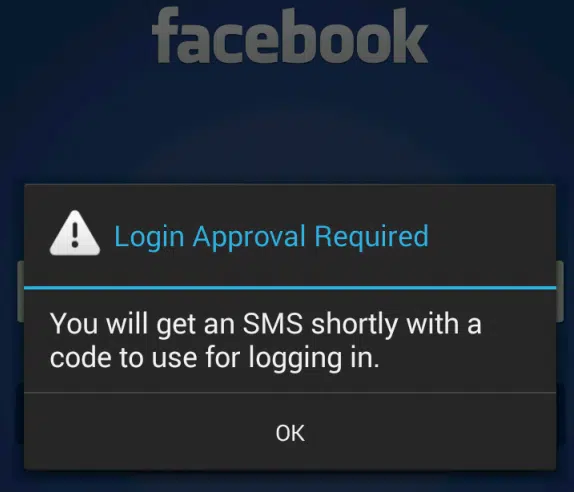 facebook
Login Approval Required
You will get an SMS shortly with a
code to use for logging in.
OK